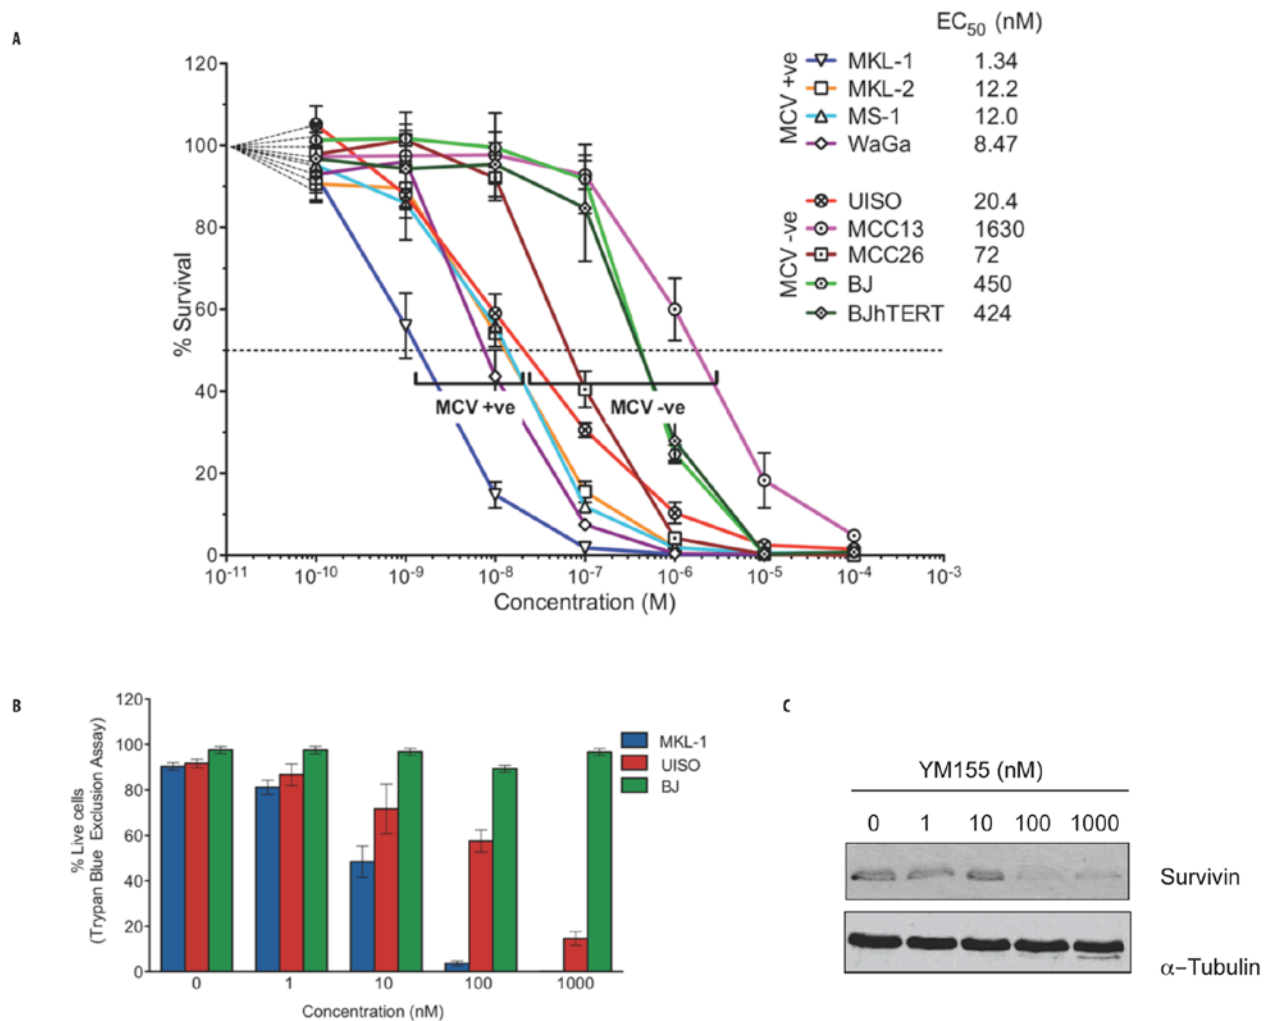 A
EC50 (nM)
MCV +ve
MKL-1 1.34
MKL-2 12.2
MS-1 12.0
WaGa 8.47
MCV -ve
UISO 20.4
MCC13 1630
MCC26 72
BJ 450
BJhTERT 424
% Survival
120
100
80
60
40
20
0
MCV +ve MCV -ve
10-11 10-10 10-9 10-8 10-7 10-6 10-5 10-4 10-3
Concentration (M)
B
% Live cells
(Trypan Blue Exclusion Assay)
120
100
80
60
40
20
0
0 1 10 100 1000
Concentration (nM)
MKL-1
UISO
BJ
C
YM155 (nM)
0 1 10 100 1000
Survivin
α–Tubulin